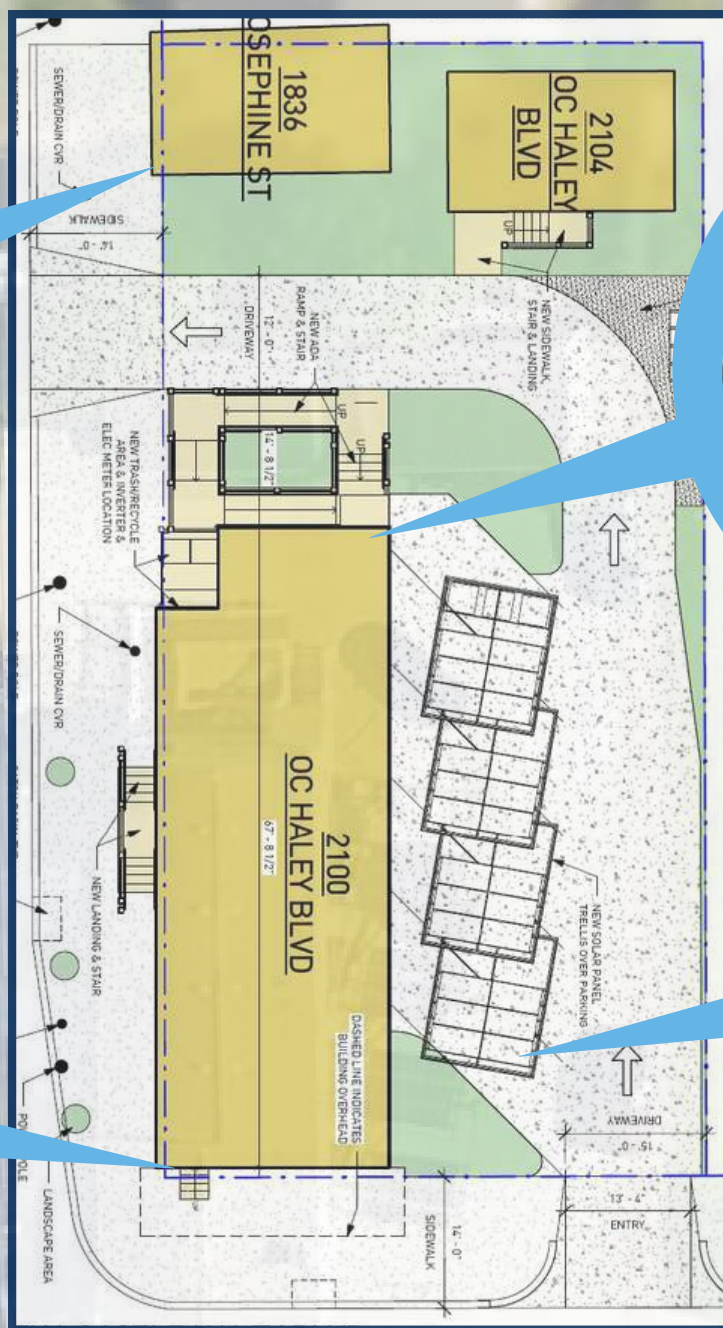 SEWER/DRAIN CVR
SIDEWALK
14' - 0"
1836
OSEPHINE ST
2104
OC HALEY
BLVD
UP
NEW SIDEWALK,
STAIR & LANDING
DRIVEWAY
12' - 0"
NEW ADA
RAMP & STAIR
UP
UP
14' - 8 1/2"
NEW TRASH/RECYCLE
AREA & INVERTER &
ELEC METER LOCATION
SEWER/DRAIN CVR
2100
OC HALEY BLVD
67' - 8 1/2"
NEW LANDING & STAIR
NEW SOLAR PANEL
TRELLIS OVER PARKING
DASHED LINE INDICATES
BUILDING OVERHEAD
DRIVEWAY
15' - 0"
13' - 4"
ENTRY
SIDEWALK
14' - 0"
UP
LANDSCAPE AREA